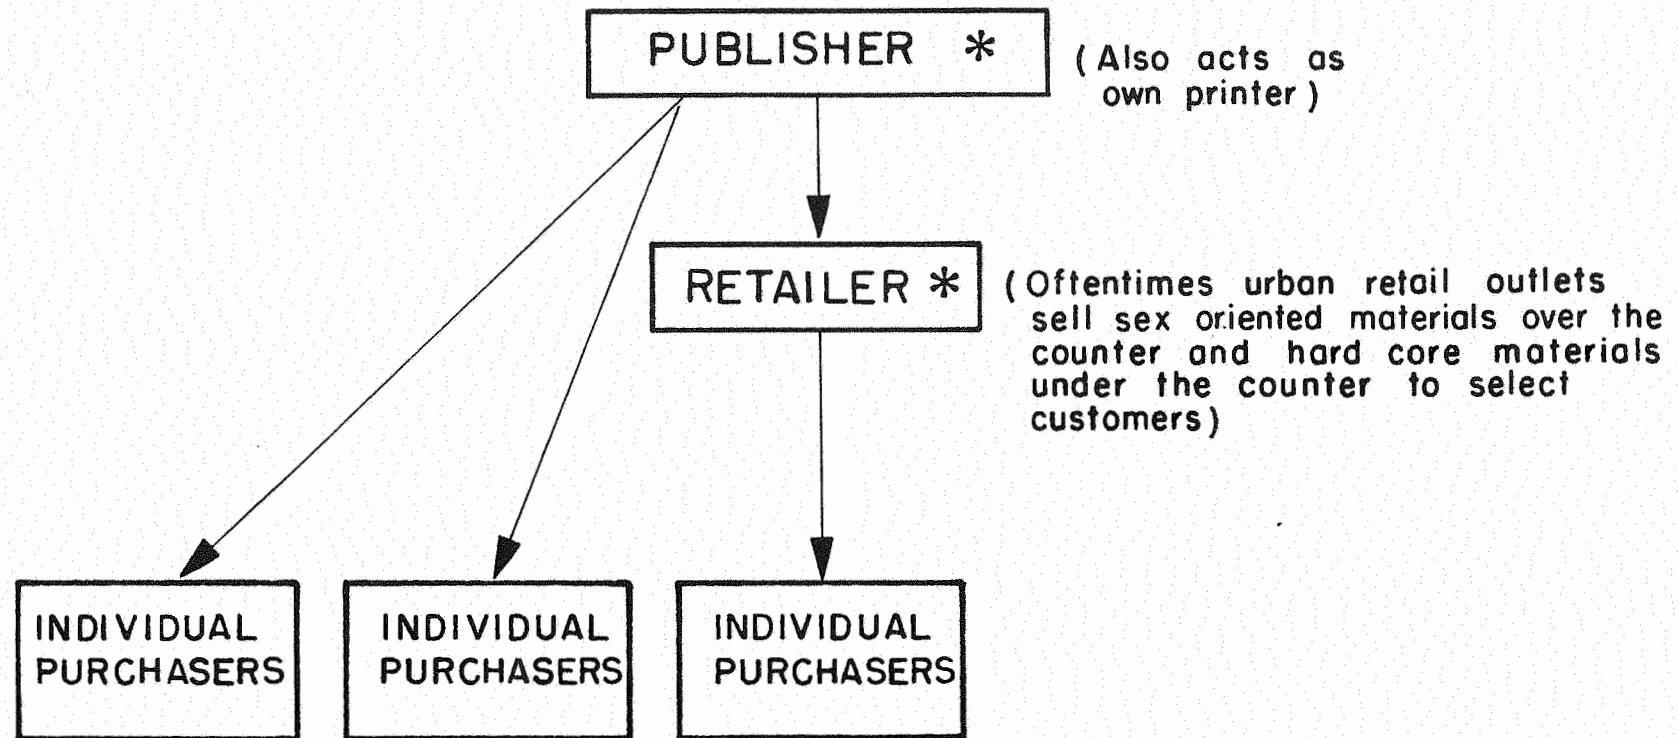 PUBLISHER *
(Also acts as
own printer)
RETAILER *
(Oftentimes urban retail outlets
sell sex oriented materials over the
counter and hard core materials
under the counter to select
customers)
INDIVIDUAL
PURCHASERS
INDIVIDUAL
PURCHASERS
INDIVIDUAL
PURCHASERS